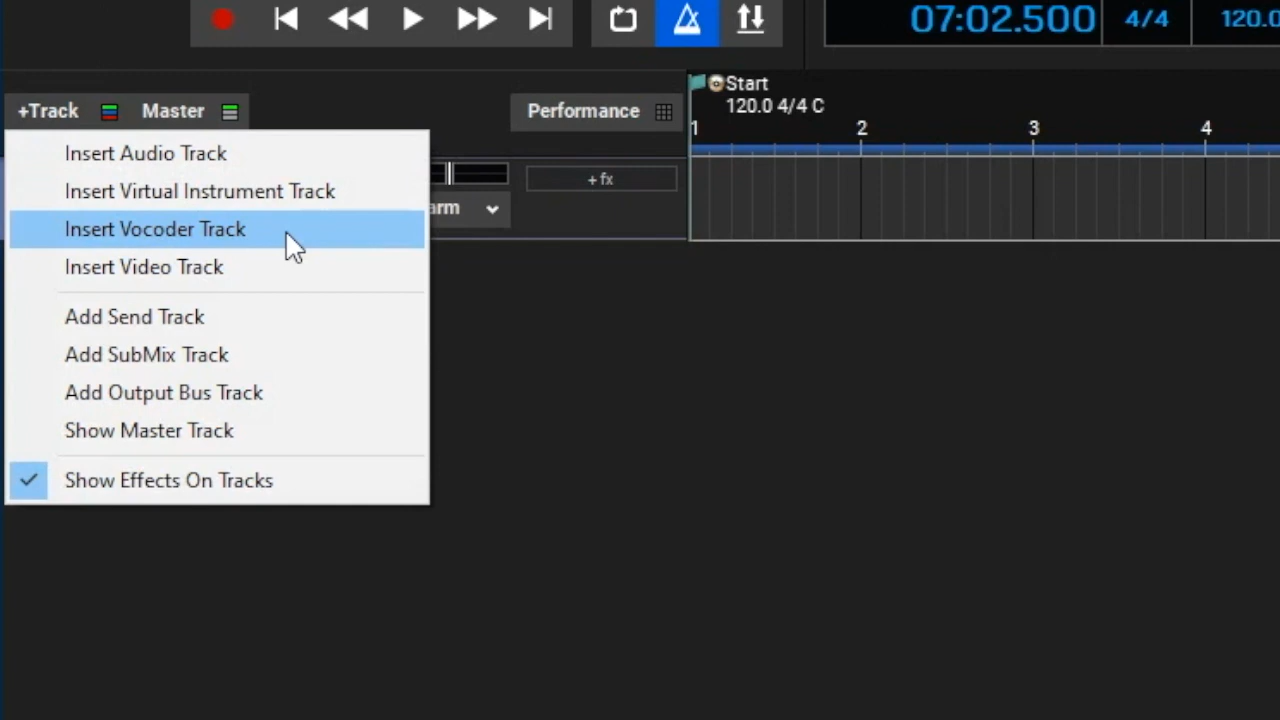 07:02.500 4/4 120.0
+Track Master Performance
Start
120.0 4/4 C
1 2 3 4
Insert Audio Track
Insert Virtual Instrument Track
Insert Vocoder Track
Insert Video Track
Add Send Track
Add SubMix Track
Add Output Bus Track
Show Master Track
Show Effects On Tracks
+fx
arm